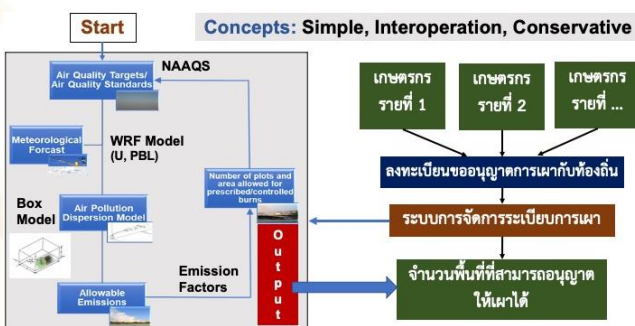 Start
Concepts: Simple, Interoperation, Conservative
Air Quality Targets/
Air Quality Standards
NAAQS
Meteorological
Forcast
WRF Model
(U, PBL)
Box
Model
Air Pollution
Dispersion Model
Number of plots and
area allowed for
prescribed/controlled
burns
Emission
Factors
Allowable
Emissions
Output
เกษตรกร
รายที่ 1
เกษตรกร
รายที่ 2
เกษตรกร
รายที่ ...
ลงทะเบียนขออนุญาตการเผากับท้องถิ่น
ระบบการจัดการระเบียบการเผา
จำนวนพื้นที่ที่สามารถอนุญาต
ให้เผาได้